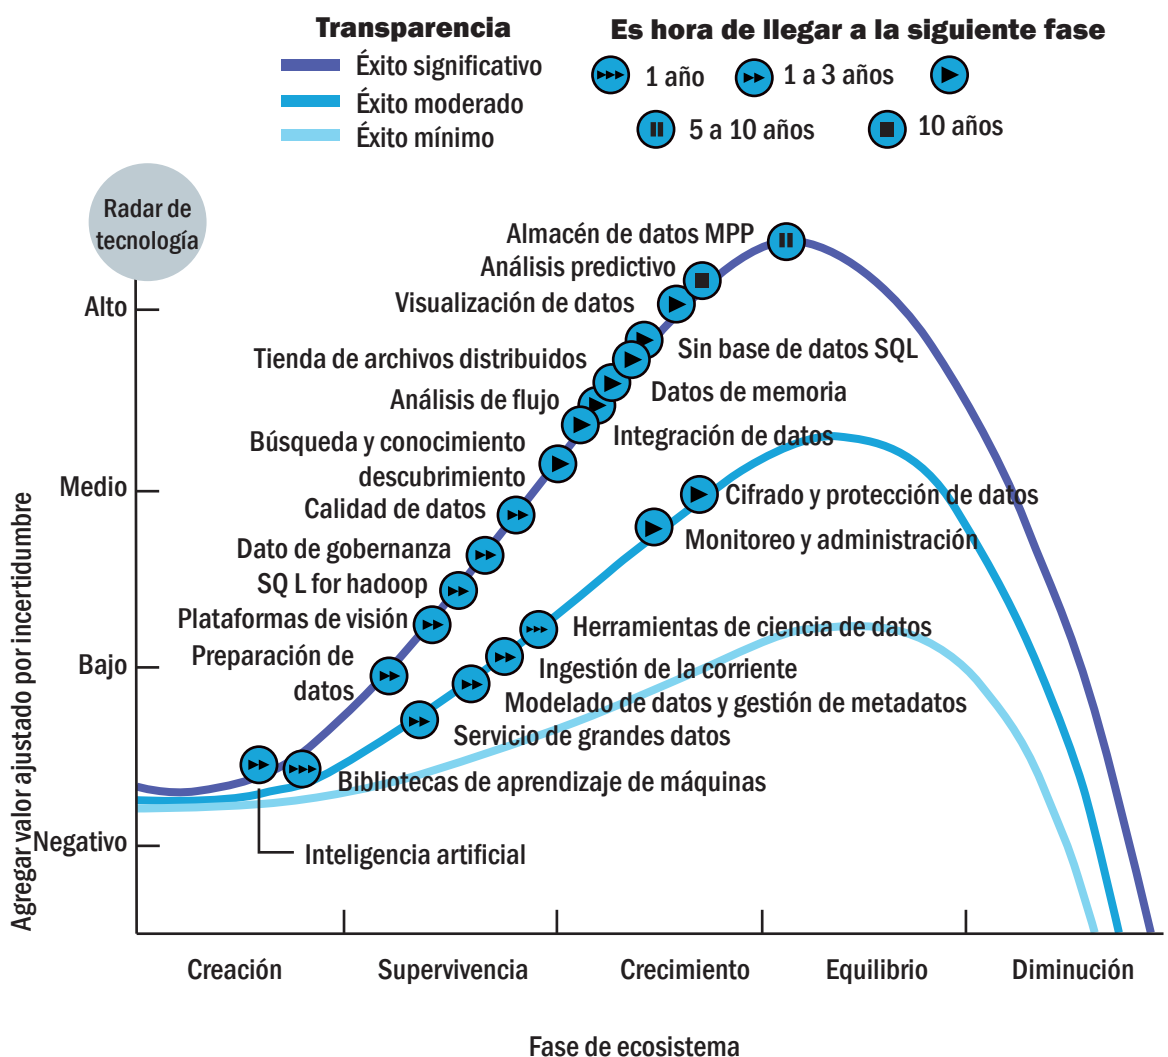 Transparencia
Éxito significativo
Éxito moderado
Éxito mínimo
Es hora de llegar a la siguiente fase
1 año
1 a 3 años
5 a 10 años
10 años
Radar de
tecnología
Agregar valor ajustado por incertidumbre
Alto
Medio
Bajo
Negativo
Almacén de datos MPP
Análisis predictivo
Visualización de datos
Sin base de datos SQL
Tienda de archivos distribuidos
Datos de memoria
Análisis de flujo
Integración de datos
Búsqueda y conocimiento
descubrimiento
Calidad de datos
Dato de gobernanza
SQ L for hadoop
Plataformas de visión
Preparación de
datos
Cifrado y protección de datos
Monitoreo y administración
Herramientas de ciencia de datos
Ingestión de la corriente
Modelado de datos y gestión de metadatos
Servicio de grandes datos
Bibliotecas de aprendizaje de máquinas
Inteligencia artificial
Creación
Supervivencia
Crecimiento
Equilibrio
Diminución
Fase de ecosistema